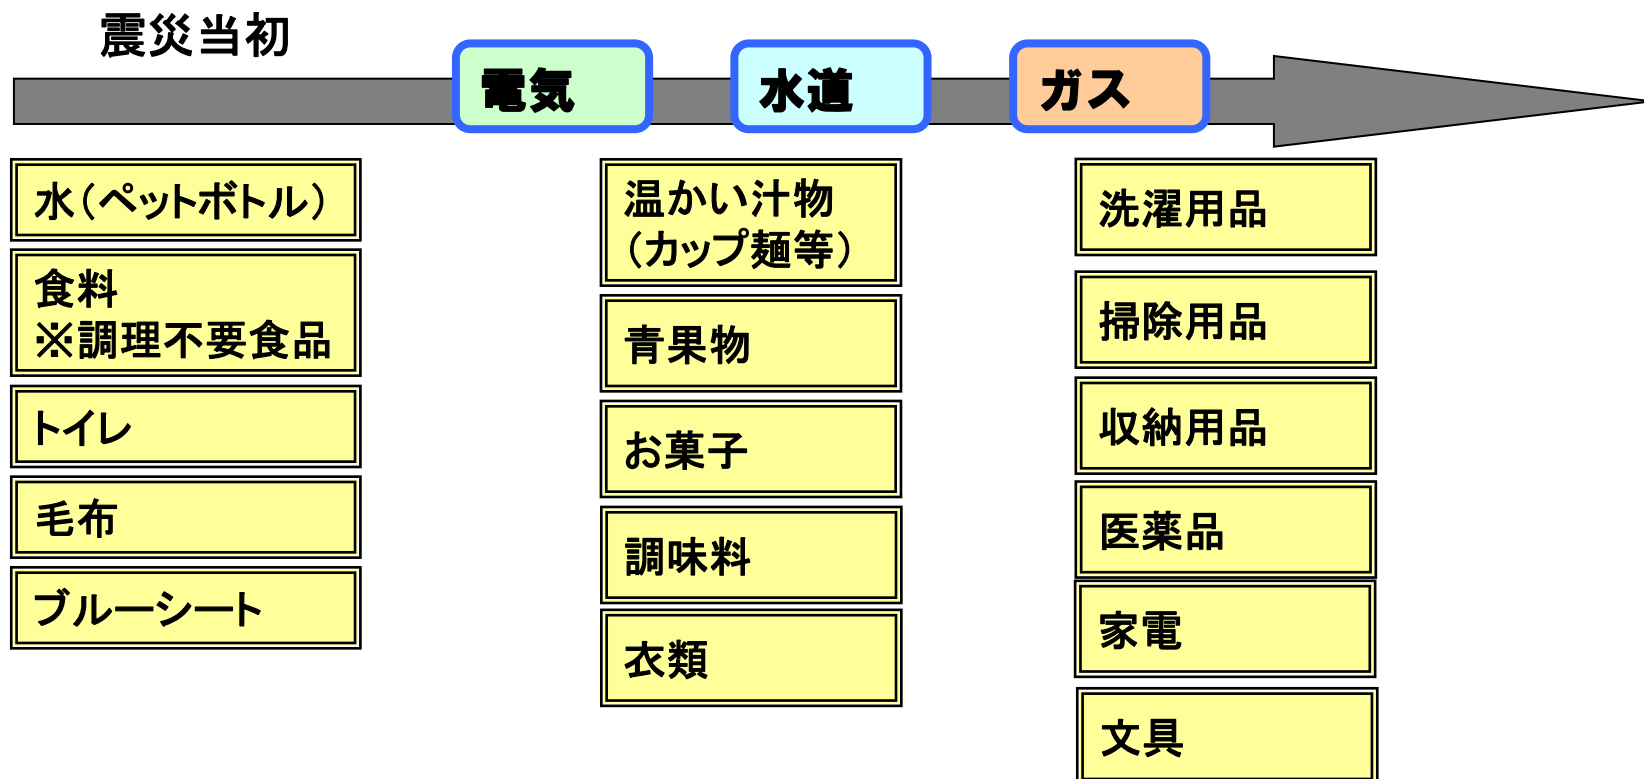 震災当初
電気
水道
ガス
水（ペットボトル）
食料
※調理不要食品
トイレ
毛布
ブルーシート
温かい汁物
（カップ麺等）
青果物
お菓子
調味料
衣類
洗濯用品
掃除用品
収納用品
医薬品
家電
文具